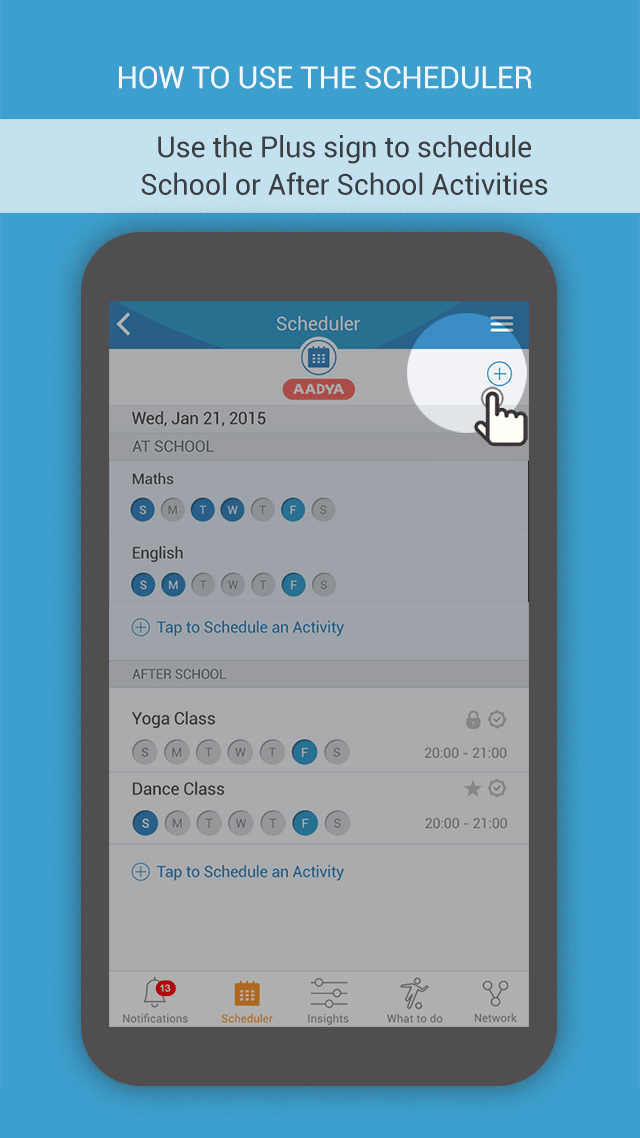 HOW TO USE THE SCHEDULER
Use the Plus sign to schedule
School or After School Activities
Scheduler
AADYA
Wed, Jan 21, 2015
AT SCHOOL
Maths
S M T W T F S
English
S M T W T F S
Tap to Schedule an Activity
AFTER SCHOOL
Yoga Class
S M T W T F S 20:00 - 21:00
Dance Class
S M T W T F S 20:00 - 21:00
Tap to Schedule an Activity
13
Notifications Scheduler Insights What to do Network